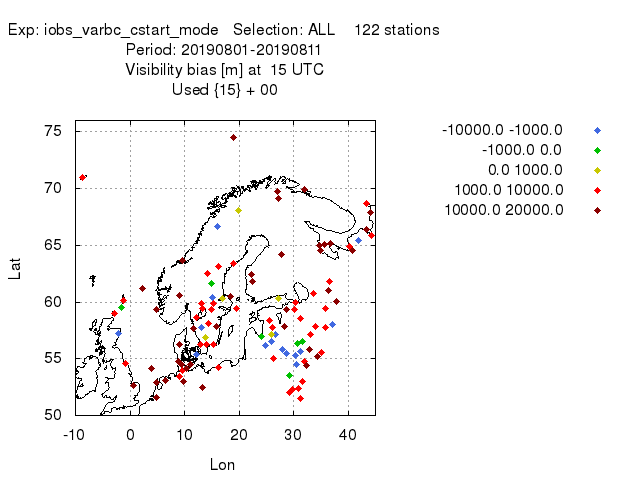 Exp: iobs_varbc_cstart_mode   Selection: ALL    122 stations
Period: 20190801-20190811
Visibility bias [m] at  15 UTC
Used {15} + 00
-10000.0 -1000.0
-1000.0 0.0
0.0 1000.0
1000.0 10000.0
10000.0 20000.0
75
70
65
60
55
50
Lat
-10 0 10 20 30 40
Lon